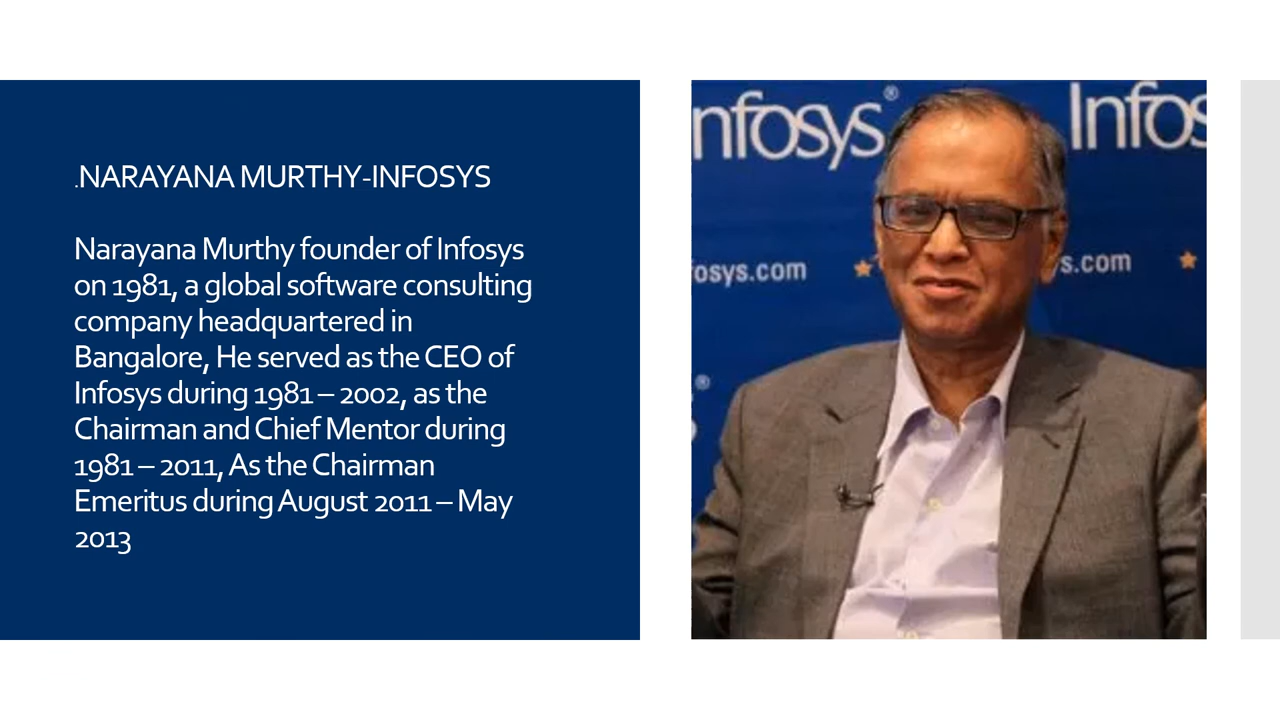 .NARAYANA MURTHY-INFOSYS
Narayana Murthy founder of Infosys
on 1981, a global software consulting
company headquartered in
Bangalore, He served as the CEO of
Infosys during 1981 – 2002, as the
Chairman and Chief Mentor during
1981 – 2011, As the Chairman
Emeritus during August 2011 – May
2013
nfosys® Infos
fosys.com s.com